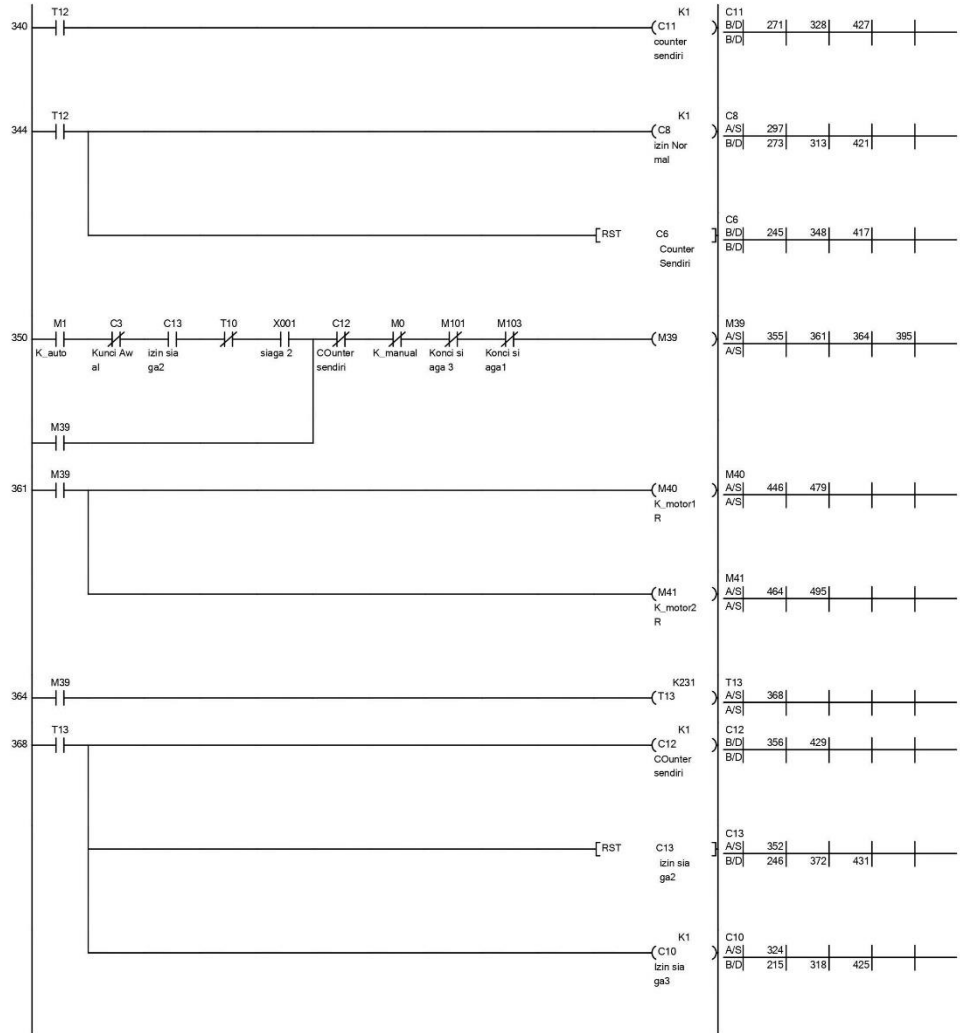 T12 K1 C11
340 (C11 ) B/D 271 328 427
counter B/D
sendiri
T12 K1 C8
344 (C8 ) A/S 297
izin Nor B/D 273 313 421
mal
C6
[RST C6 ] B/D 245 348 417
Counter B/D
Sendiri
M1 C3 C13 T10 X001 C12 M0 M101 M103 M39
350 (M39 ) A/S 355 361 364 395
K_auto Kunci Aw izin sia siaga 2 COunter K_manual Konci si Konci si A/S
al ga2 sendiri aga 3 aga1
M39
M39 M40
361 (M40 ) A/S 446 479
K_motor1 A/S
R
M41
(M41 ) A/S 464 495
K_motor2 A/S
R
M39 K231 T13
364 (T13 ) A/S 368
A/S
T13 K1 C12
368 (C12 ) B/D 356 429
COunter B/D
sendiri
C13
[RST C13 ] A/S 352
izin sia B/D 246 372 431
ga2
K1 C10
(C10 ) A/S 324
Izin sia B/D 215 318 425
ga3